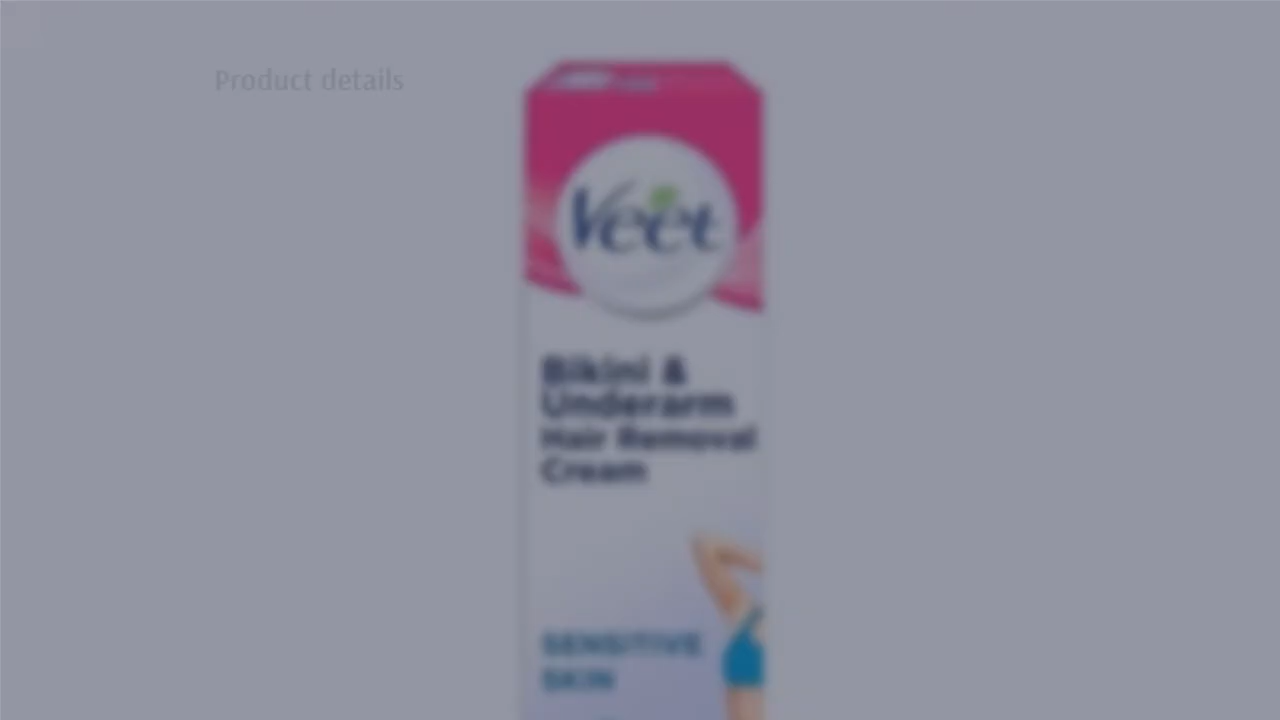 Product details
Veet
Bikini &
Underarm
Hair Removal
Cream
SENSITIVE
SKIN